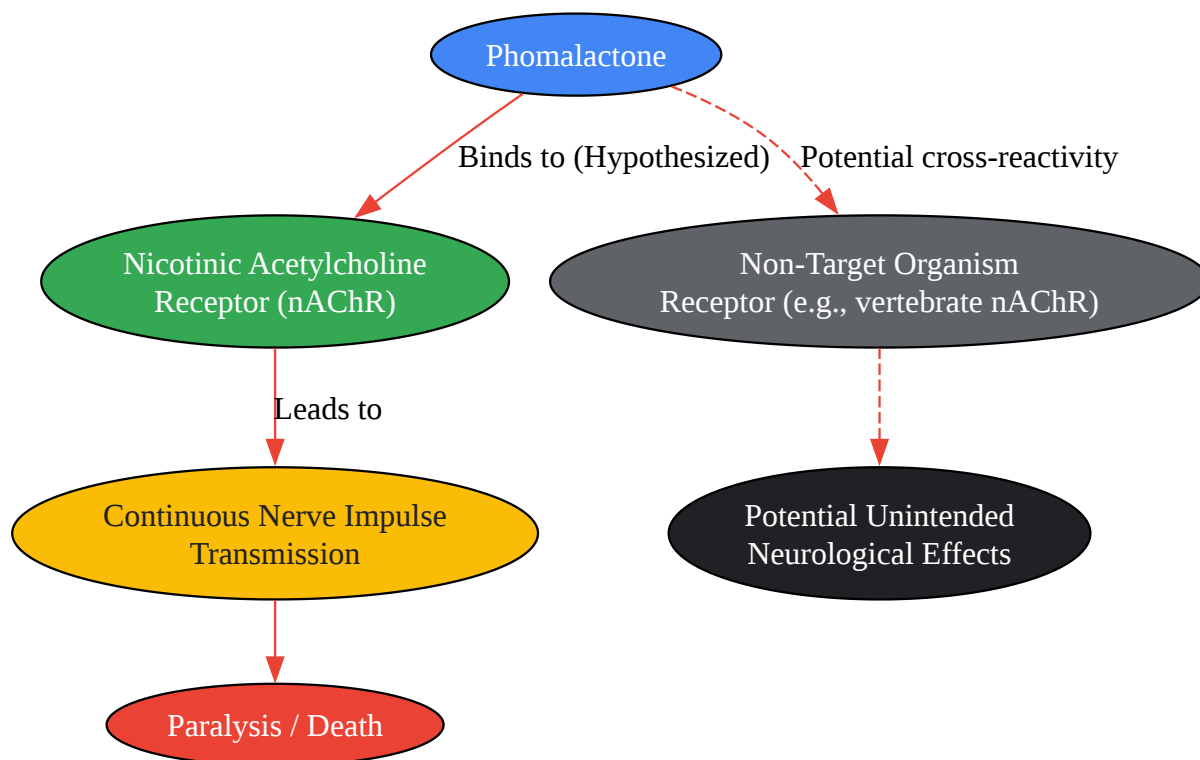 Phomalactone
Binds to (Hypothesized)
Potential cross-reactivity
Nicotinic Acetylcholine
Receptor (nAChR)
Non-Target Organism
Receptor (e.g., vertebrate nAChR)
Leads to
Continuous Nerve Impulse
Transmission
Potential Unintended
Neurological Effects
Paralysis / Death